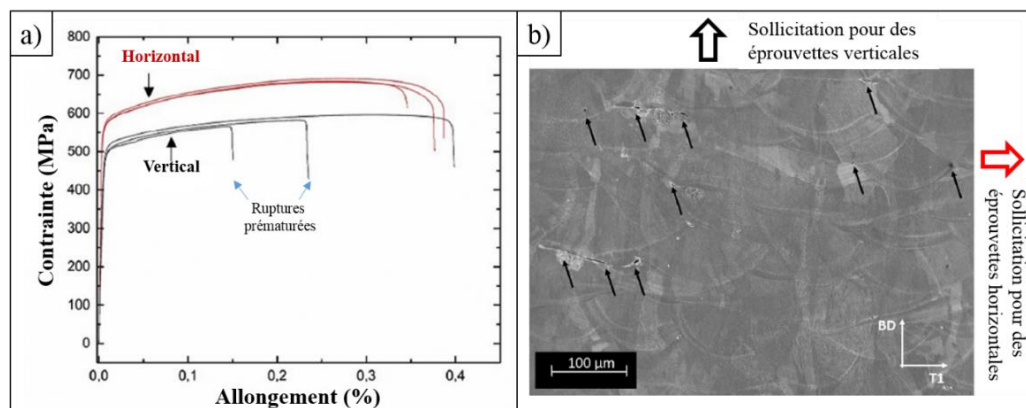 a)
800
700
600
500
400
300
200
100
0
Contrainte (MPa)
0,0
0,1
0,2
0,3
0,4
Allongement (%)
Horizontal
Vertical
Ruptures
prématurées
b)
Sollicitation pour des
éprouvettes verticales
Sollicitation pour des
éprouvettes horizontales
BD
T1
100 µm